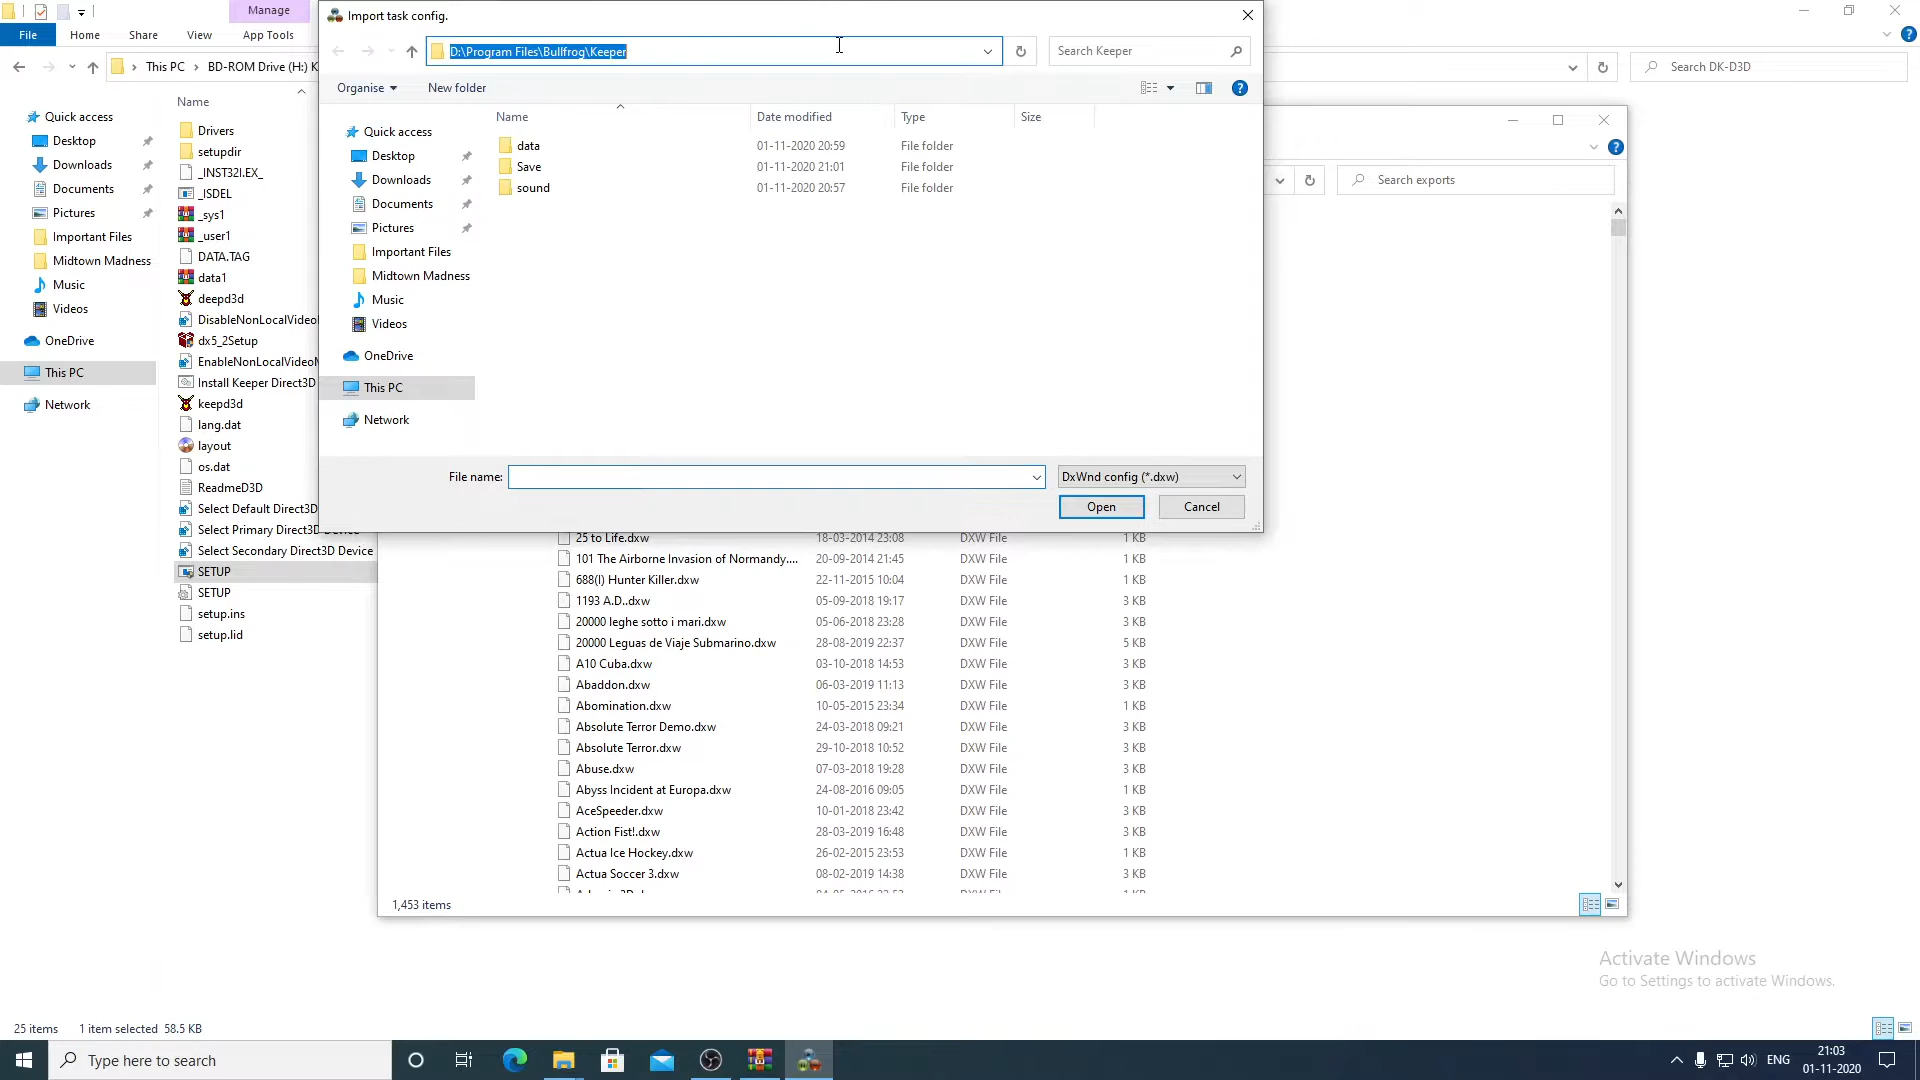 Manage
File
Home
Share
View
App Tools
This PC
BD-ROM Drive (H:) K
Search DK-D3D
Quick access
Desktop
Downloads
Documents
Pictures
Important Files
Midtown Madness
Music
Videos
OneDrive
This PC
Network
Name
Drivers
setupdir
_INST32I.EX_
_ISDEL
_sys1
_user1
DATA.TAG
data1
deepd3d
DisableNonLocalVideo
dx5_2Setup
EnableNonLocalVideo
Install Keeper Direct3D
keepd3d
lang.dat
layout
os.dat
ReadmeD3D
Select Default Direct3D
Select Primary Direct3D Device
Select Secondary Direct3D Device
SETUP
SETUP
setup.ins
setup.lid
25 items
1 item selected 58.5 KB
Import task config.
D:\Program Files\Bullfrog\Keeper
Search Keeper
Organise
New folder
Quick access
Desktop
Downloads
Documents
Pictures
Important Files
Midtown Madness
Music
Videos
OneDrive
This PC
Network
Name Date modified Type Size
data 01-11-2020 20:59 File folder
Save 01-11-2020 21:01 File folder
sound 01-11-2020 20:57 File folder
File name:
DxWnd config (*.dxw)
Open
Cancel
Search exports
25 to Life.dxw 18-03-2014 23:08 DXW File 1 KB
101 The Airborne Invasion of Normandy.... 20-09-2014 21:45 DXW File 1 KB
688(I) Hunter Killer.dxw 22-11-2015 10:04 DXW File 1 KB
1193 A.D..dxw 05-09-2018 19:17 DXW File 3 KB
20000 leghe sotto i mari.dxw 05-06-2018 23:28 DXW File 3 KB
20000 Leguas de Viaje Submarino.dxw 28-08-2019 22:37 DXW File 5 KB
A10 Cuba.dxw 03-10-2018 14:53 DXW File 3 KB
Abaddon.dxw 06-03-2019 11:13 DXW File 3 KB
Abomination.dxw 10-05-2015 23:34 DXW File 1 KB
Absolute Terror Demo.dxw 24-03-2018 09:21 DXW File 3 KB
Absolute Terror.dxw 29-10-2018 10:52 DXW File 3 KB
Abuse.dxw 07-03-2018 19:28 DXW File 3 KB
Abyss Incident at Europa.dxw 24-08-2016 09:05 DXW File 1 KB
AceSpeeder.dxw 10-01-2018 23:42 DXW File 3 KB
Action Fist!.dxw 28-03-2019 16:48 DXW File 3 KB
Actua Ice Hockey.dxw 26-02-2015 23:53 DXW File 1 KB
Actua Soccer 3.dxw 08-02-2019 14:38 DXW File 3 KB
1,453 items
Activate Windows
Go to Settings to activate Windows.
Type here to search
ENG
21:03
01-11-2020